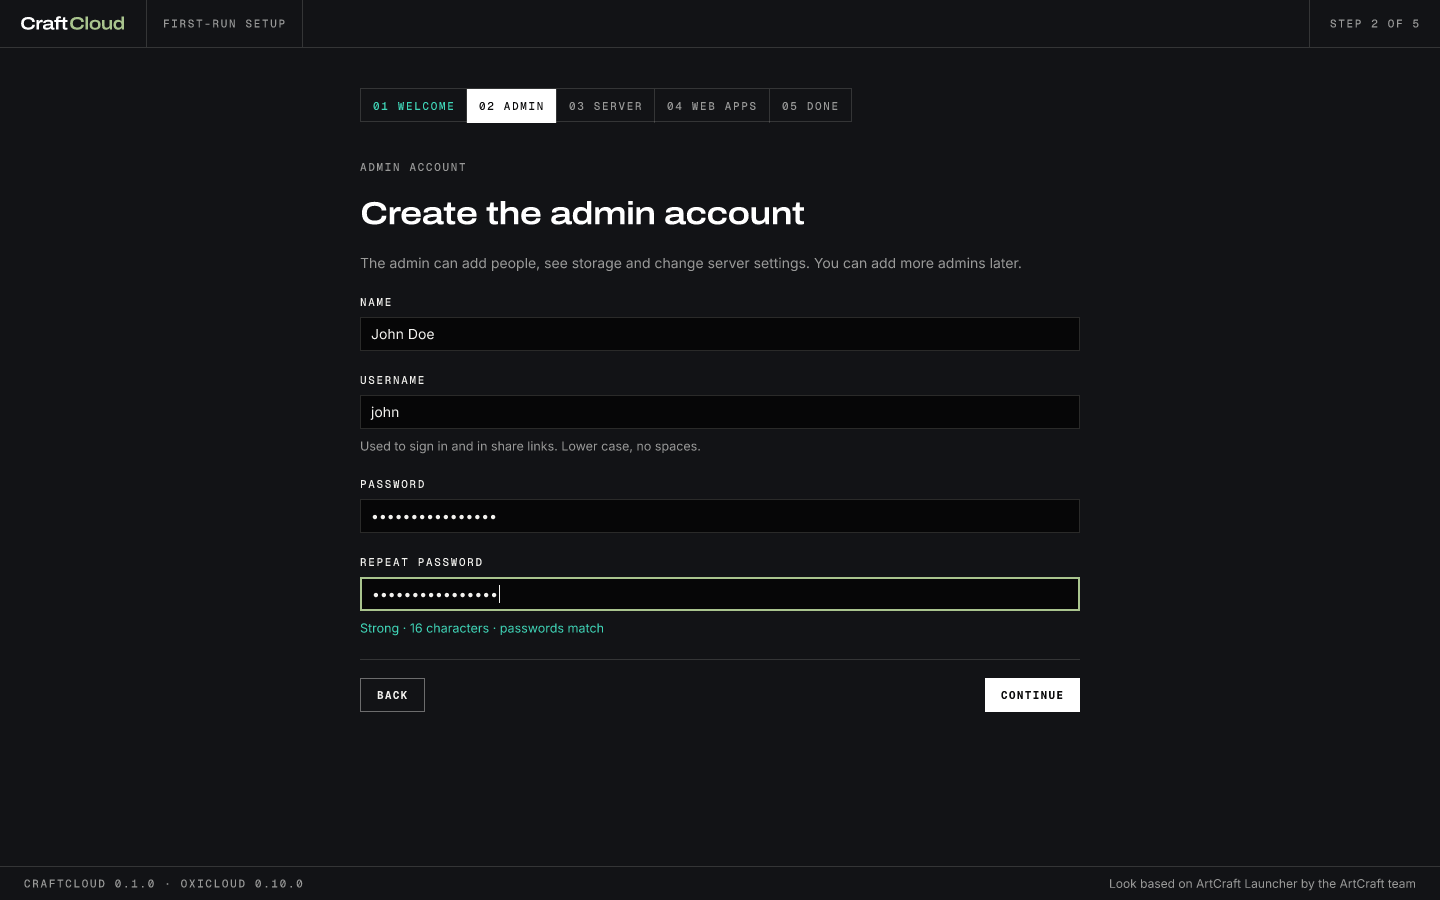 CraftCloud FIRST-RUN SETUP STEP 2 OF 5
01 WELCOME 02 ADMIN 03 SERVER 04 WEB APPS 05 DONE
ADMIN ACCOUNT
Create the admin account
The admin can add people, see storage and change server settings. You can add more admins later.
NAME
John Doe
USERNAME
john
Used to sign in and in share links. Lower case, no spaces.
PASSWORD
••••••••••••••••
REPEAT PASSWORD
••••••••••••••••
Strong · 16 characters · passwords match
BACK CONTINUE
CRAFTCLOUD 0.1.0 · OXICLOUD 0.10.0 Look based on ArtCraft Launcher by the ArtCraft team